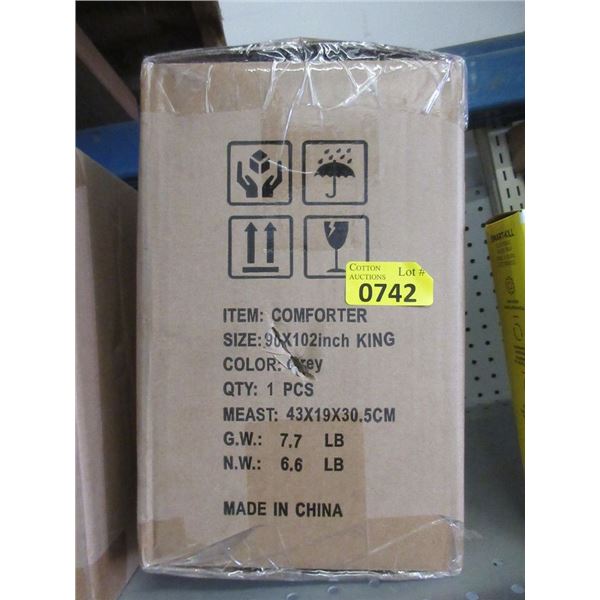 COTTON AUCTIONS Lot #
0742
ITEM: COMFORTER
SIZE: 90X102inch KING
COLOR: Grey
QTY: 1 PCS
MEAST: 43X19X30.5CM
G.W.: 7.7 LB
N.W.: 6.6 LB
MADE IN CHINA